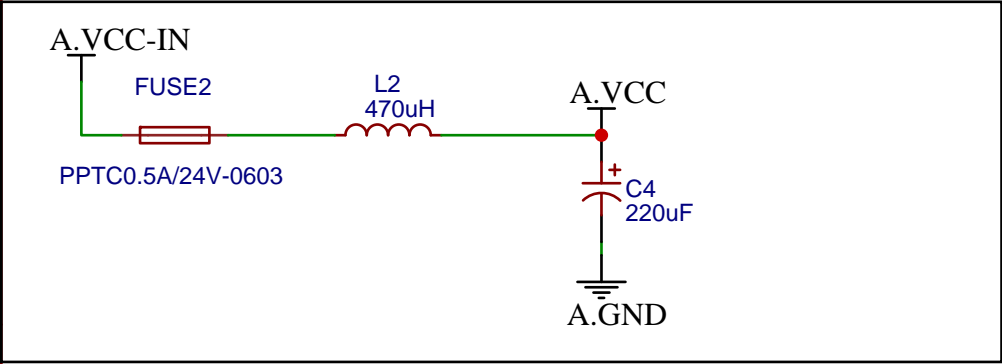 A.VCC-IN
FUSE2
PPTC0.5A/24V-0603
L2
470uH
A.VCC
+
C4
220uF
A.GND